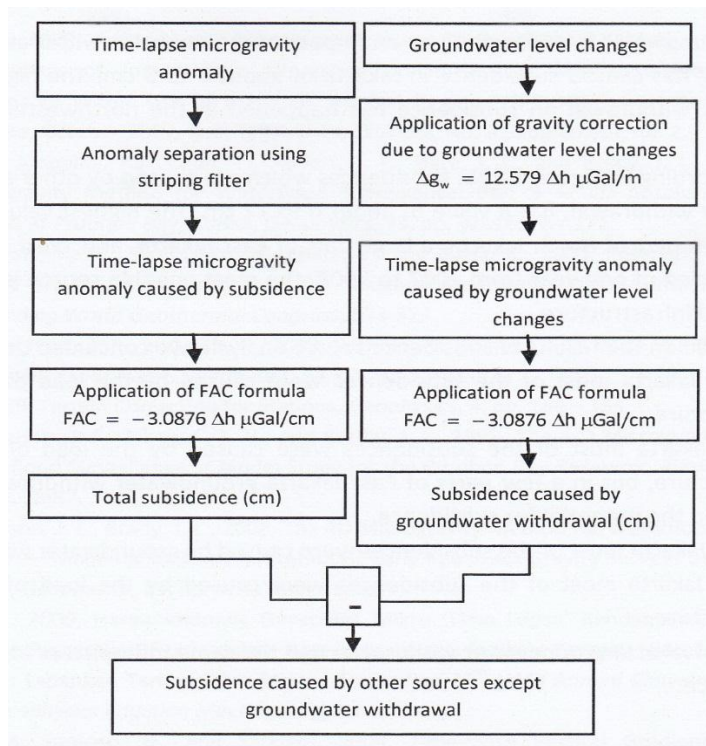 Time-lapse microgravity
anomaly
Groundwater level changes
Anomaly separation using
striping filter
Application of gravity correction
due to groundwater level changes
Δgw = 12.579 Δh μGal/m
Time-lapse microgravity
anomaly caused by subsidence
Time-lapse microgravity anomaly
caused by groundwater level
changes
Application of FAC formula
FAC = −3.0876 Δh μGal/cm
Application of FAC formula
FAC = −3.0876 Δh μGal/cm
Total subsidence (cm)
Subsidence caused by
groundwater withdrawal (cm)
-
Subsidence caused by other sources except
groundwater withdrawal